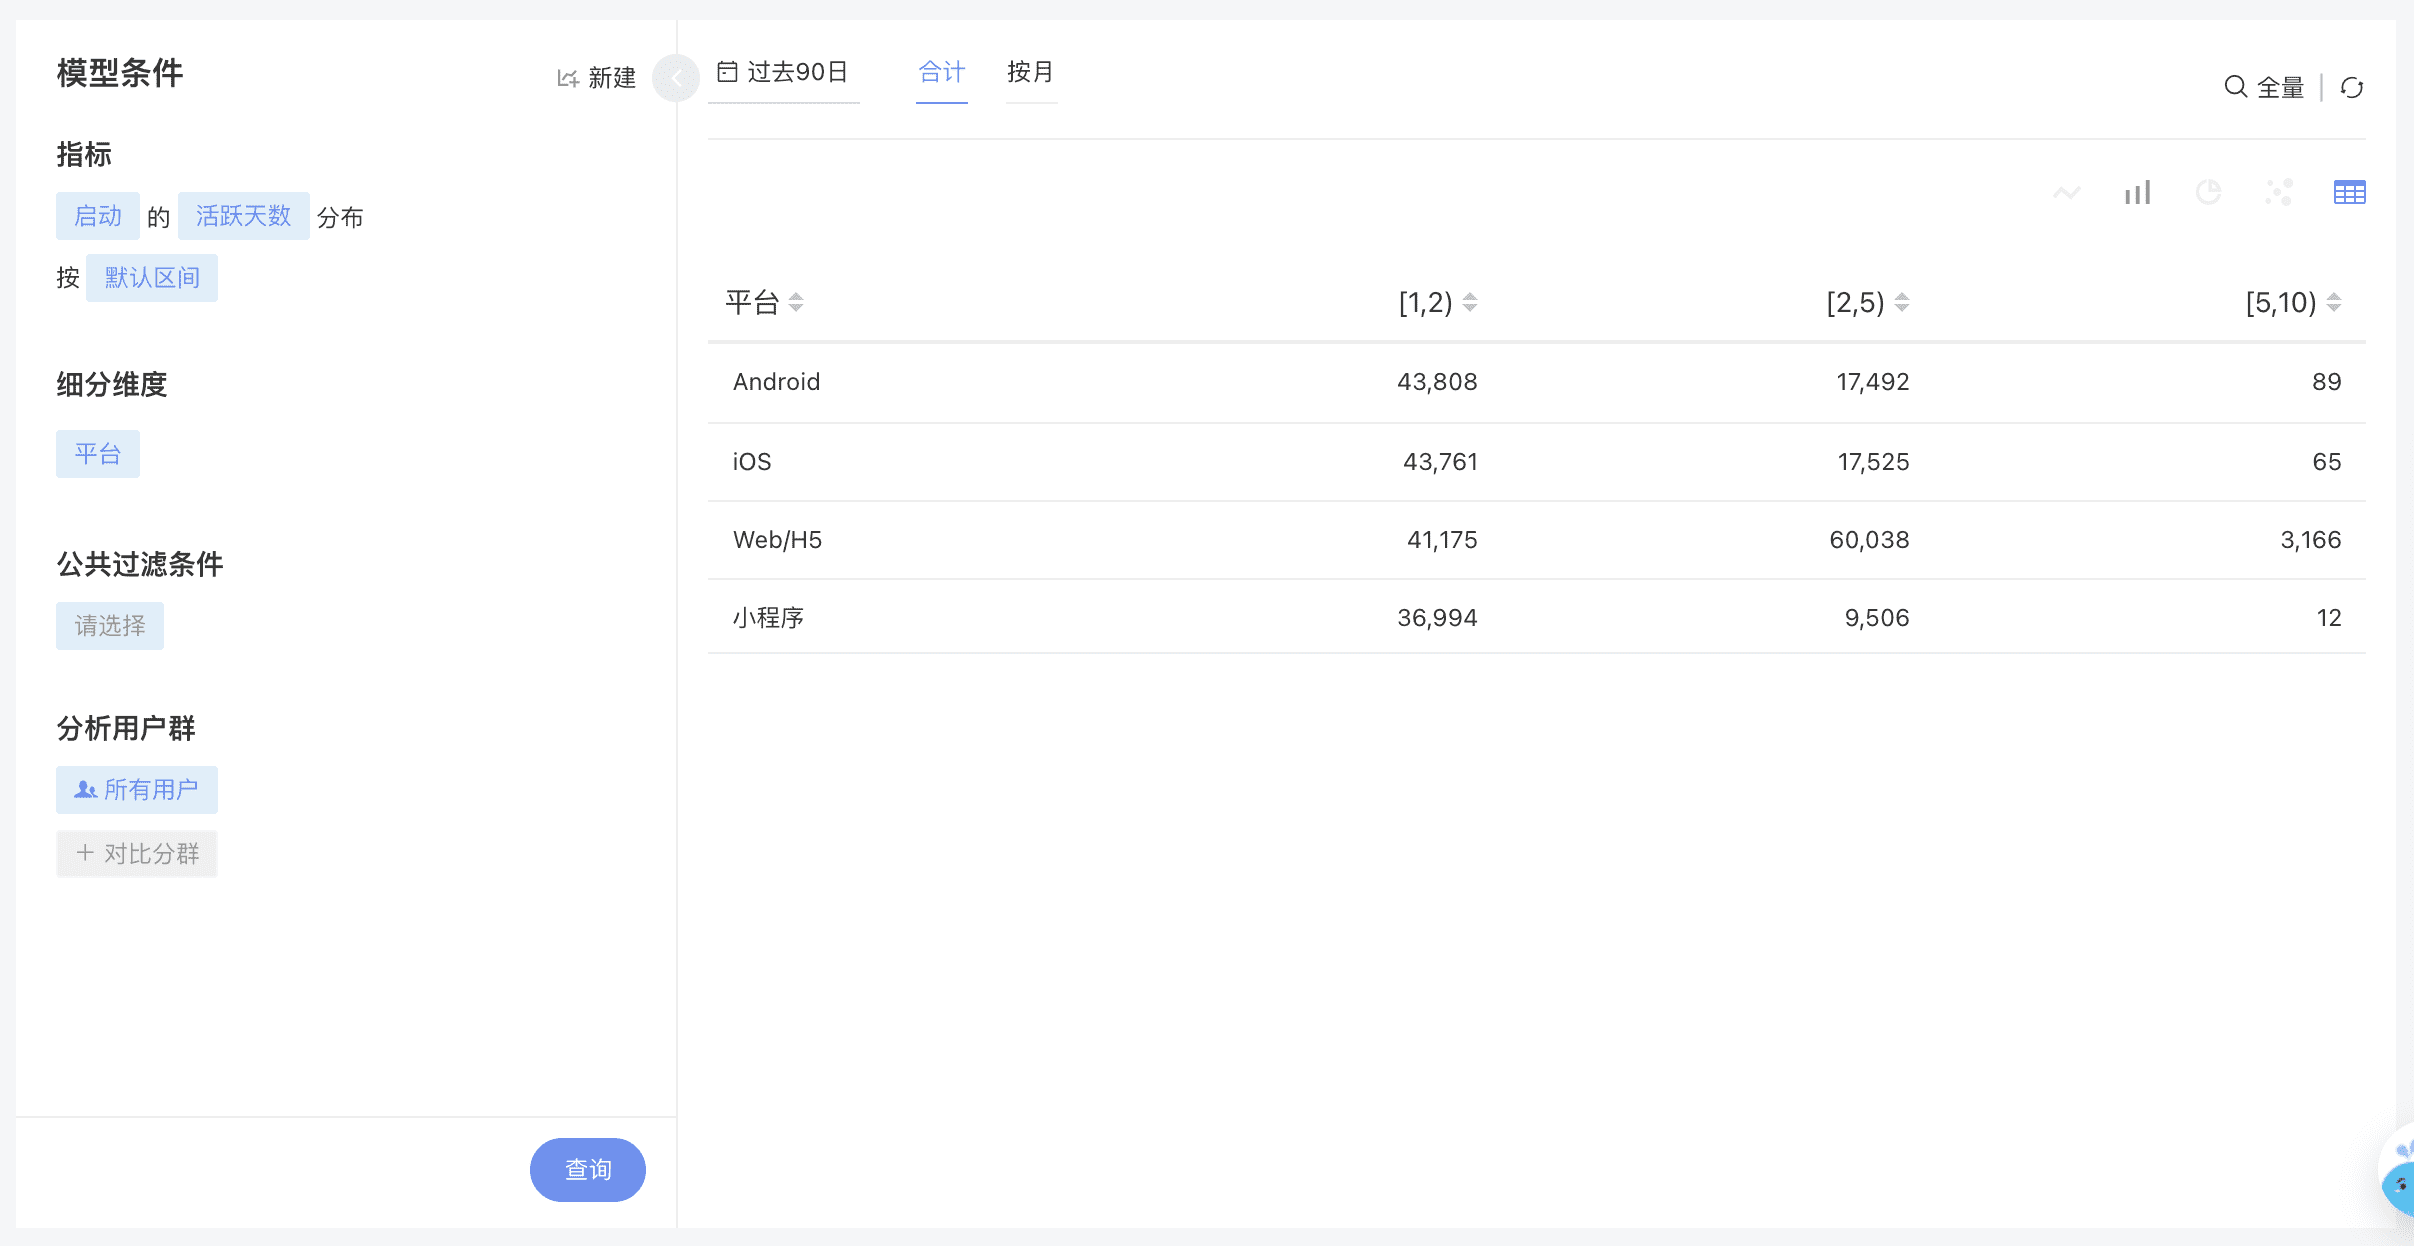 模型条件
新建
指标
启动 的 活跃天数 分布
按 默认区间
细分维度
平台
公共过滤条件
请选择
分析用户群
所有用户
+ 对比分群
查询
过去90日 合计 按月
全量
平台 [1,2) [2,5) [5,10)
Android 43,808 17,492 89
iOS 43,761 17,525 65
Web/H5 41,175 60,038 3,166
小程序 36,994 9,506 12